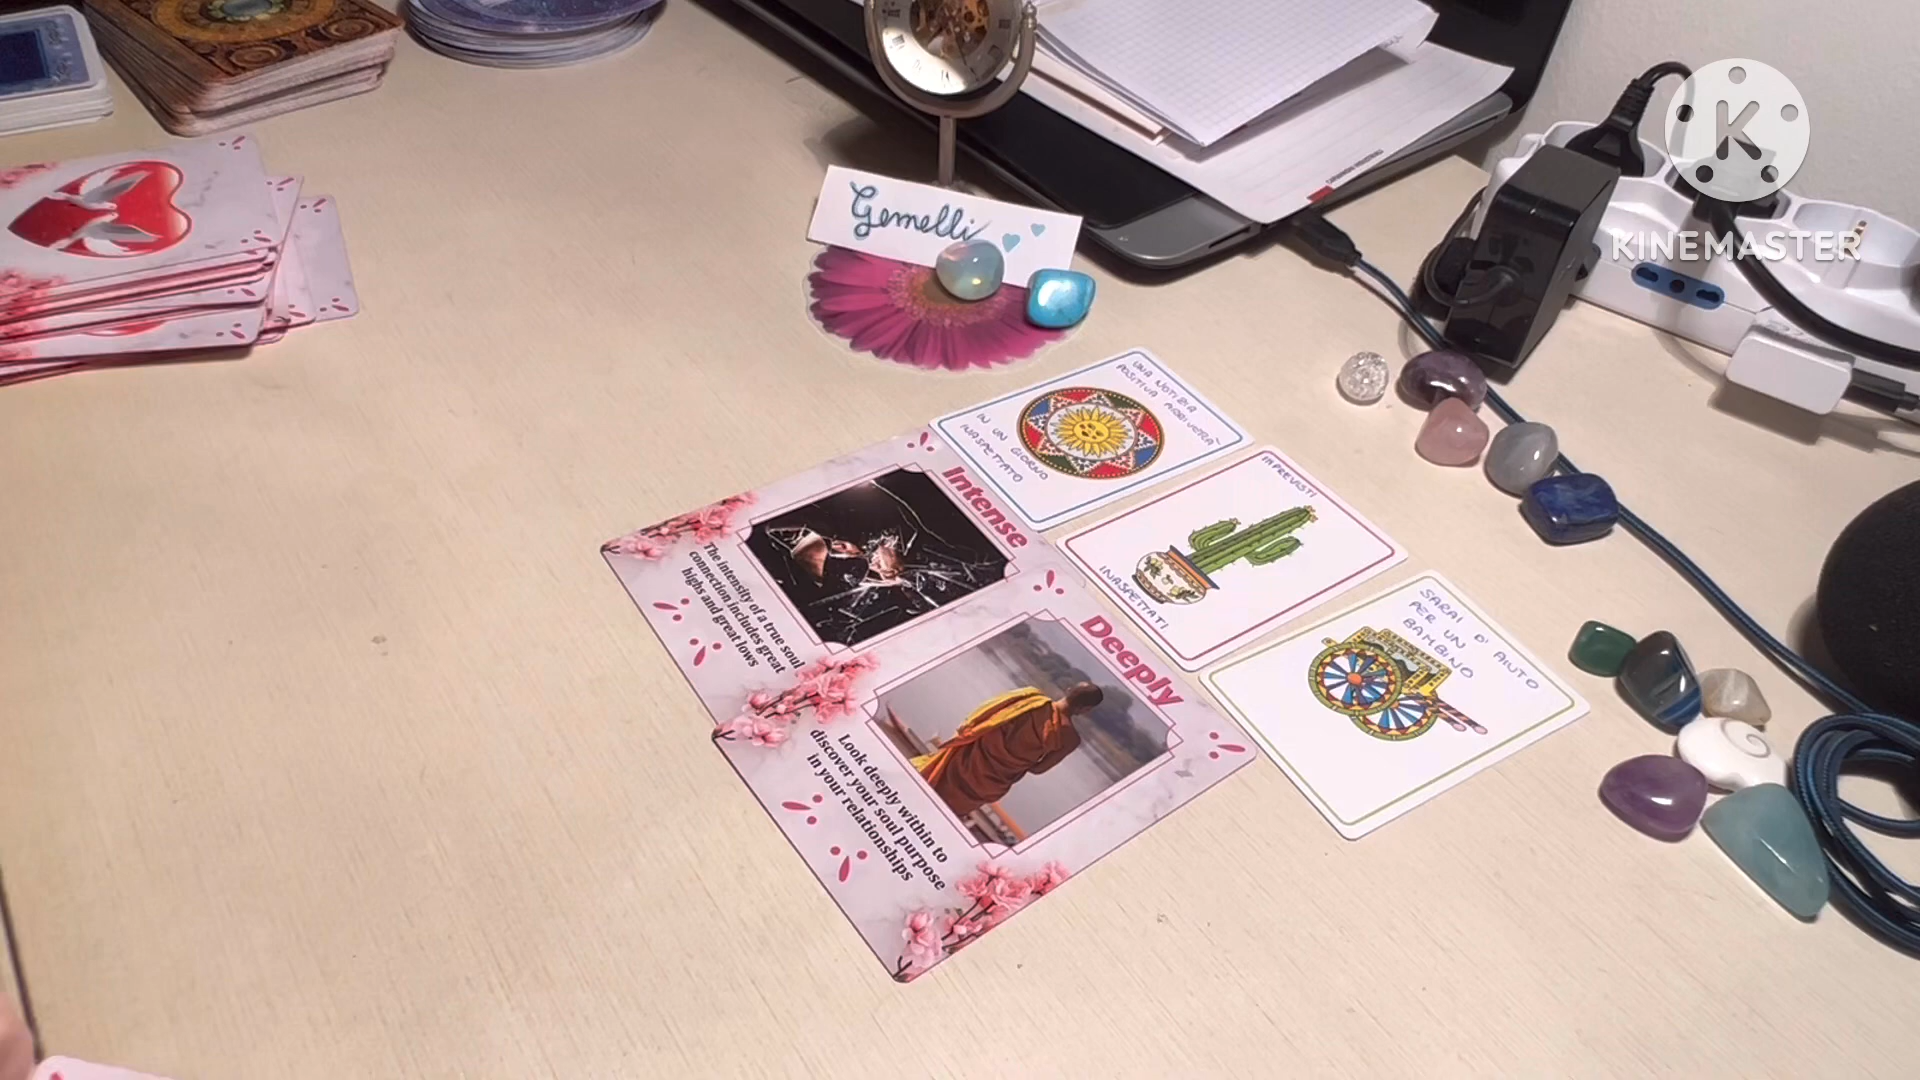 K
KINEMASTER
Gemelli
UNA NOTIZIA
POSITIVA ARRIVERÀ
IN UN GIORNO
INASPETTATO
Intense
The intensity of a true soul
connection includes great
highs and great lows
IMPREVISTI
INASPETTATI
Deeply
Look deeply within to
discover your soul purpose
in your relationships
SARAI D'AIUTO
PER UN
BAMBINO